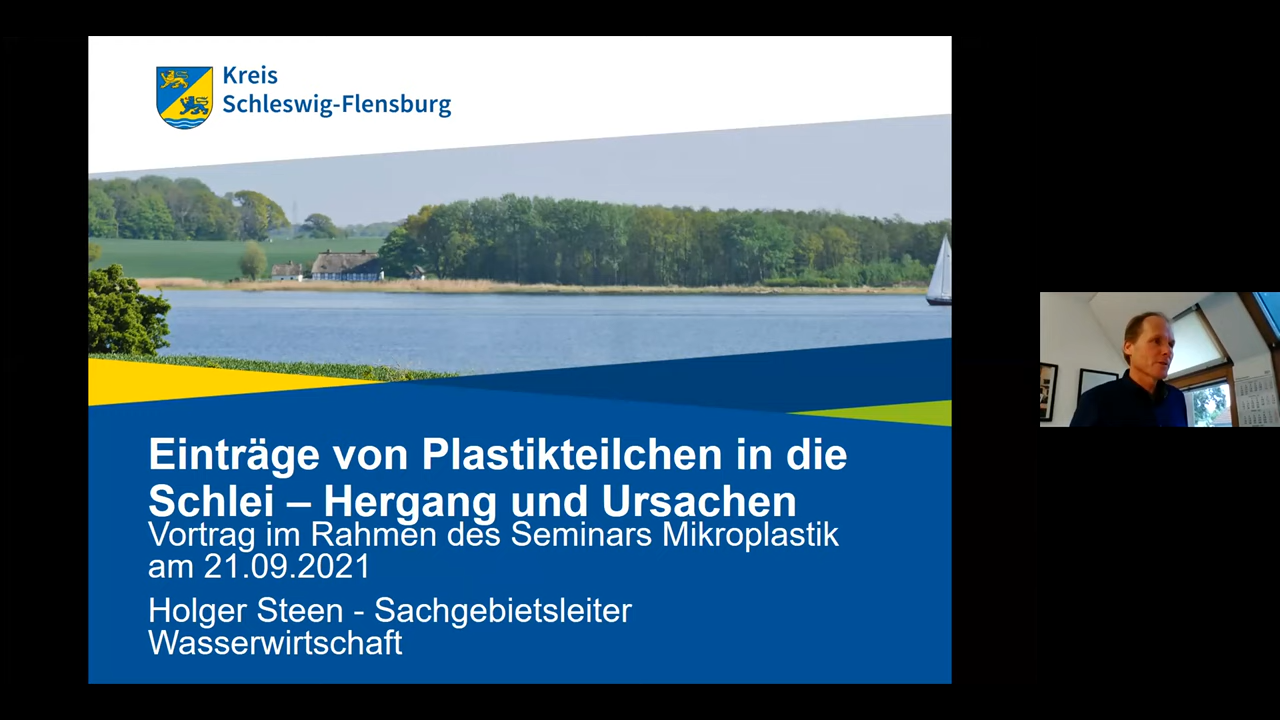 Kreis
Schleswig-Flensburg
Einträge von Plastikteilchen in die
Schlei – Hergang und Ursachen
Vortrag im Rahmen des Seminars Mikroplastik
am 21.09.2021
Holger Steen - Sachgebietsleiter
Wasserwirtschaft